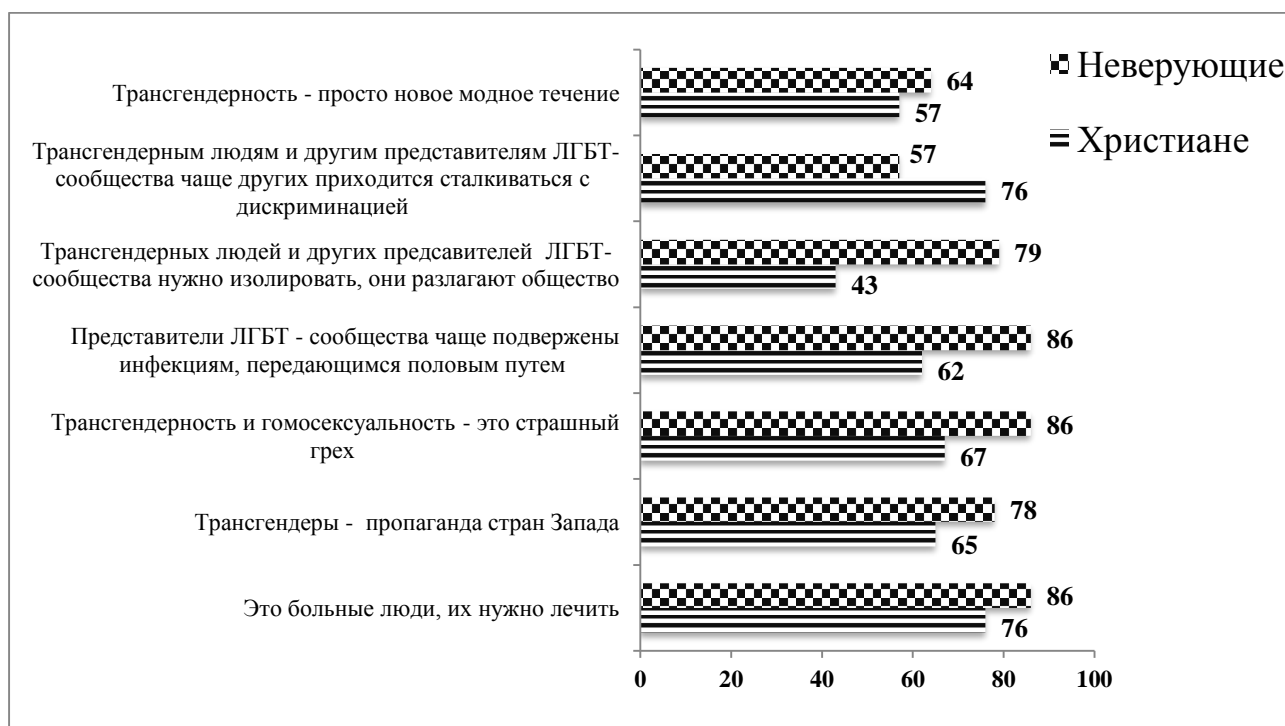 Неверующие
Христиане
Трансгендерность - просто новое модное течение
64
57
Трансгендерным людям и другим представителям ЛГБТ-
сообщества чаще других приходится сталкиваться с
дискриминацией
57
76
Трансгендерных людей и других предсавителей ЛГБТ-
сообщества нужно изолировать, они разлагают общество
79
43
Представители ЛГБТ - сообщества чаще подвержены
инфекциям, передающимся половым путем
86
62
Трансгендерность и гомосексуальность - это страшный
грех
86
67
Трансгендеры - пропаганда стран Запада
78
65
Это больные люди, их нужно лечить
86
76
0 20 40 60 80 100